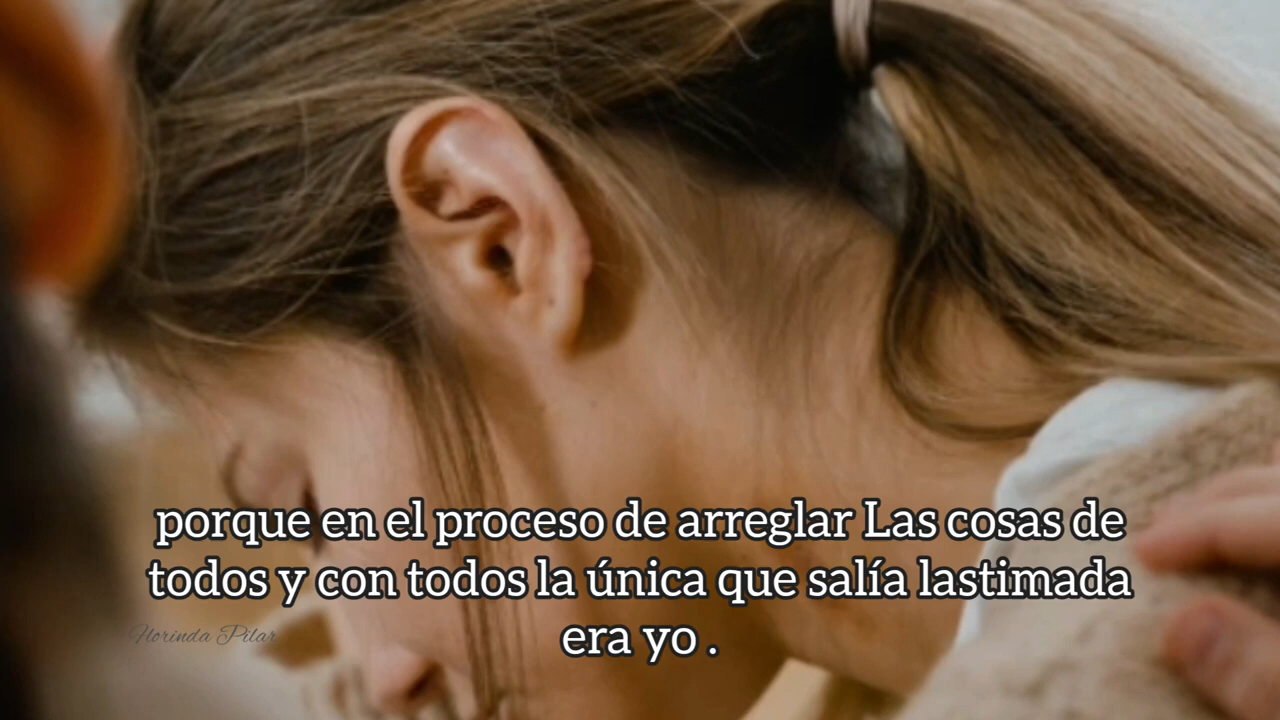 porque en el proceso de arreglar Las cosas de
todos y con todos la única que salía lastimada
era yo .
Florinda Pilar